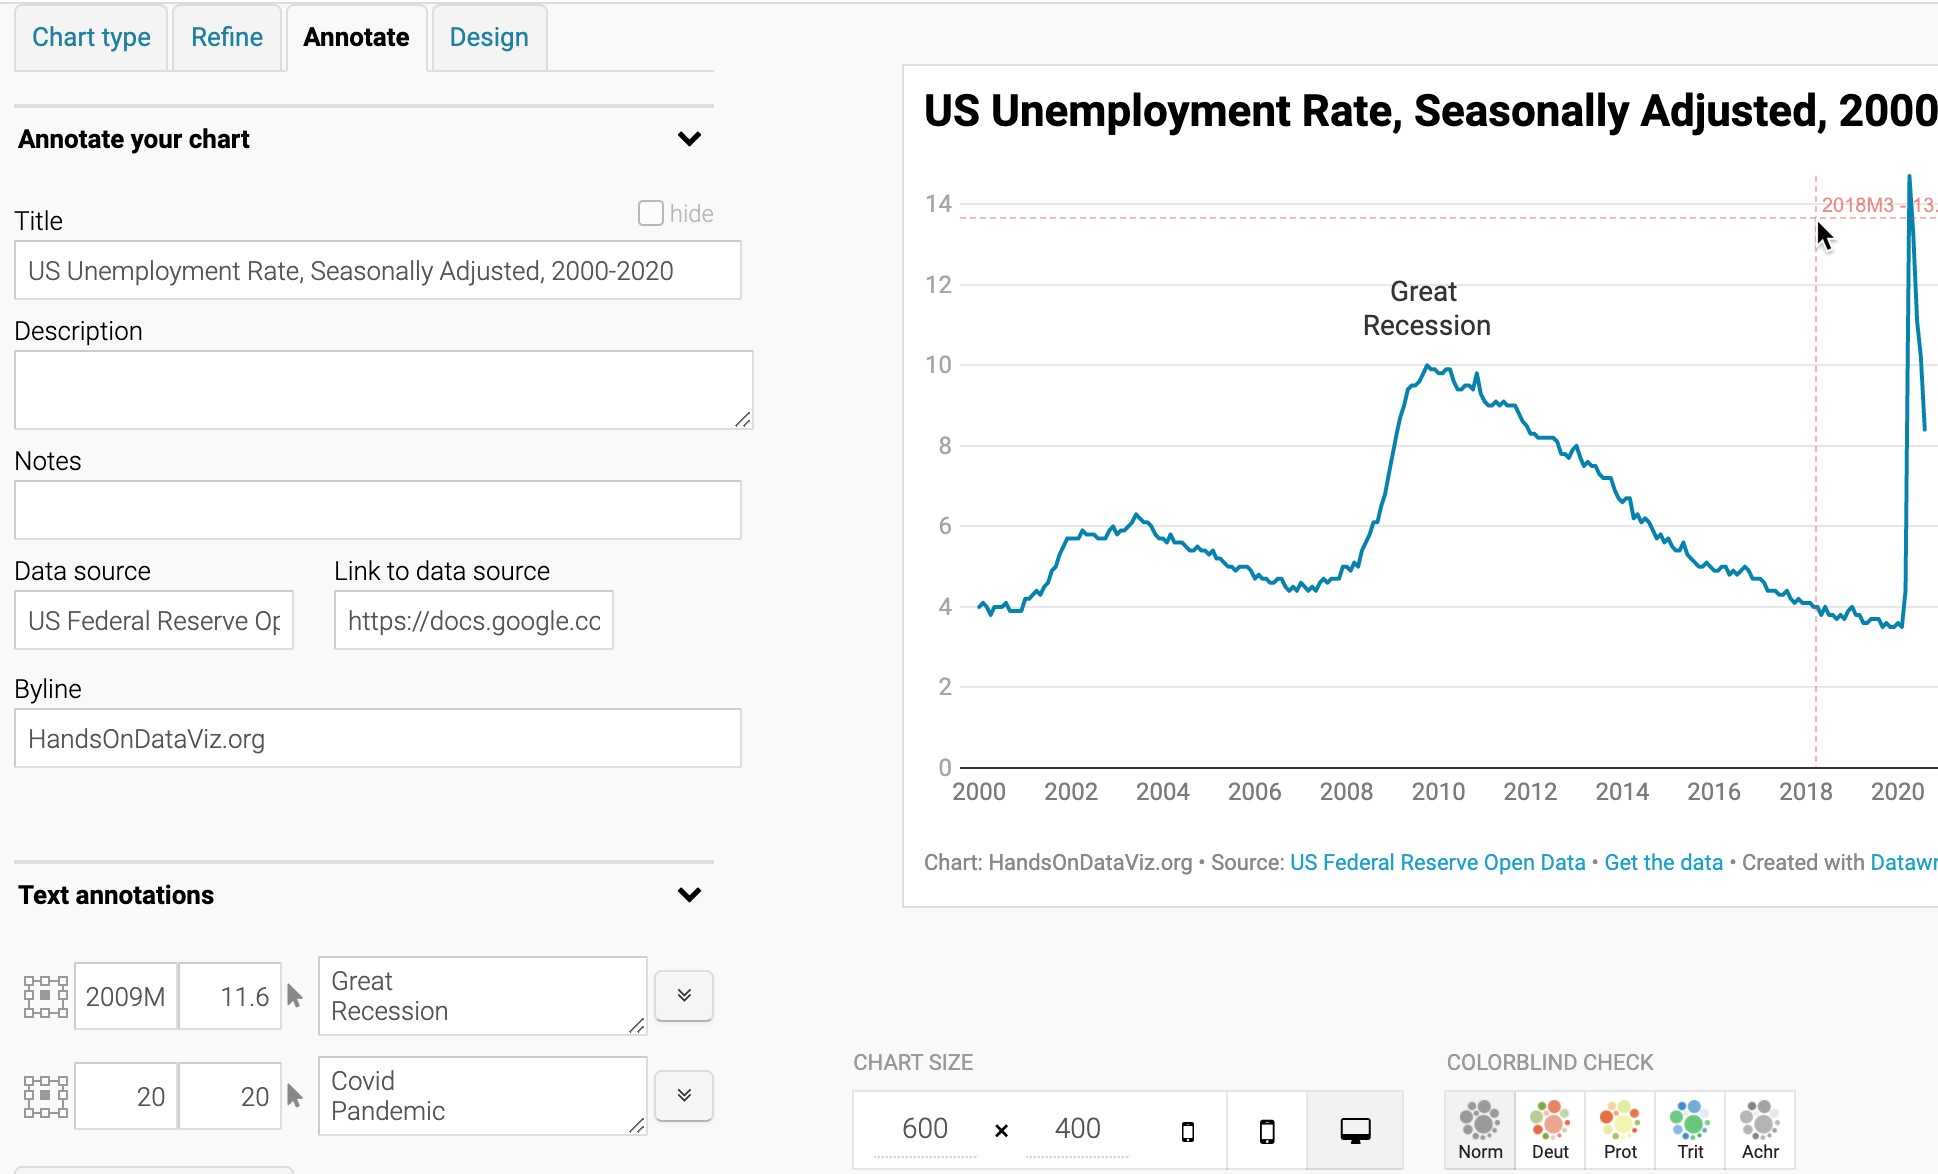 Chart type
Refine
Annotate
Design
Annotate your chart
hide
Title
US Unemployment Rate, Seasonally Adjusted, 2000-2020
Description
Notes
Data source
Link to data source
US Federal Reserve Op
https://docs.google.cc
Byline
HandsOnDataViz.org
Text annotations
2009M
11.6
Great
Recession
20
20
Covid
Pandemic
US Unemployment Rate, Seasonally Adjusted, 2000
14
2018M3 - 13.
12
Great
Recession
10
8
6
4
2
0
2000 2002 2004 2006 2008 2010 2012 2014 2016 2018 2020
Chart: HandsOnDataViz.org • Source: US Federal Reserve Open Data • Get the data • Created with Datawr
CHART SIZE
600 × 400
COLORBLIND CHECK
Norm
Deut
Prot
Trit
Achr